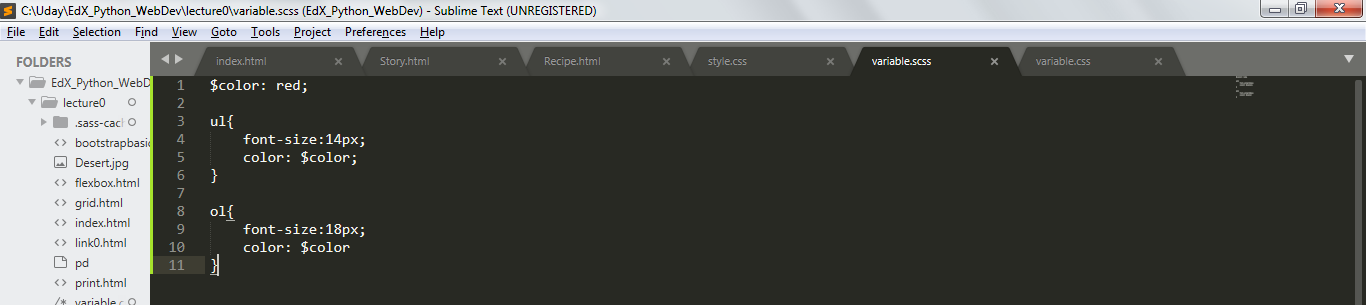 C:\Uday\EdX_Python_WebDev\lecture0\variable.scss (EdX_Python_WebDev) - Sublime Text (UNREGISTERED)
File Edit Selection Find View Goto Tools Project Preferences Help
FOLDERS
EdX_Python_WebD
lecture0
.sass-cac
bootstrapbasic
Desert.jpg
flexbox.html
grid.html
index.html
link0.html
pd
print.html
variable.c
index.html Story.html Recipe.html style.css variable.scss variable.css
1 $color: red;
2
3 ul{
4 font-size:14px;
5 color: $color;
6 }
7
8 ol{
9 font-size:18px;
10 color: $color
11 }